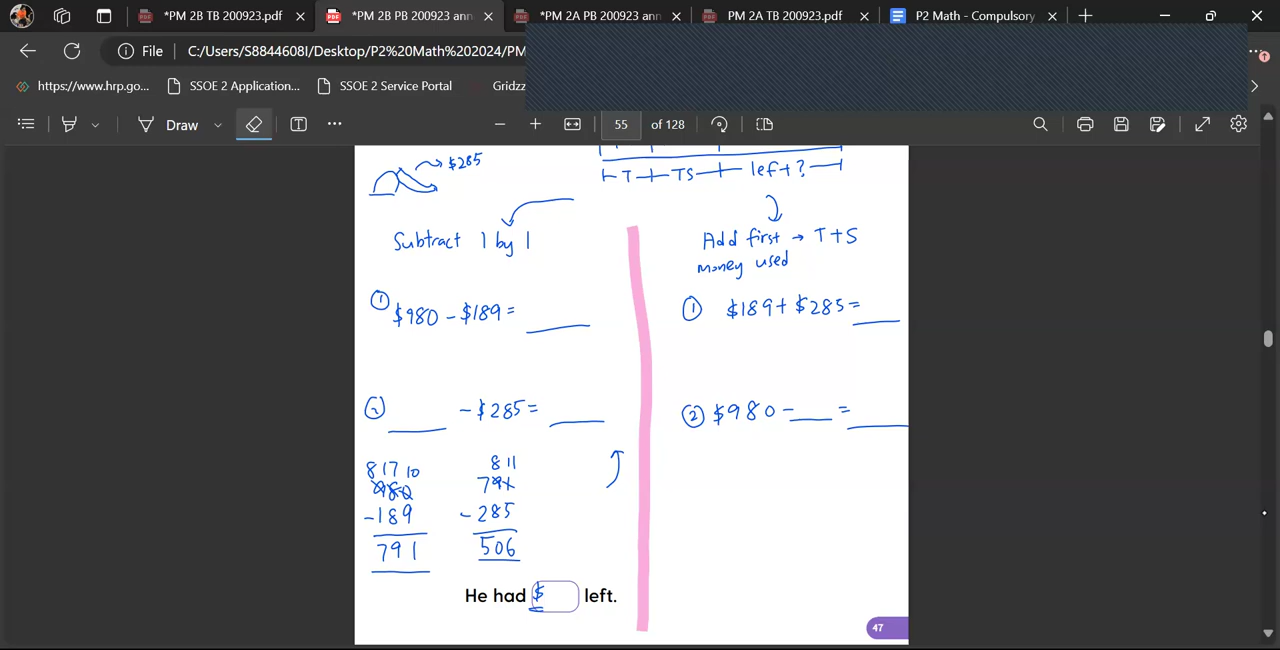 *PM 2B TB 200923.pdf
*PM 2B PB 200923 ann
*PM 2A PB 200923 ann
PM 2A TB 200923.pdf
P2 Math - Compulsory
File
C:/Users/S8844608I/Desktop/P2%20Math%202024/PM
https://www.hrp.go...
SSOE 2 Application...
SSOE 2 Service Portal
Gridzz
Draw
55
of 128
$285
T
TS
left?
Subtract 1 by 1
Add first → T+S
money used
① $980 - $189 =
① $189 + $285 =
② - $285 =
② $980 - =
8 17 10
980
-189
791
8 11
791
-285
506
He had $ left.
47